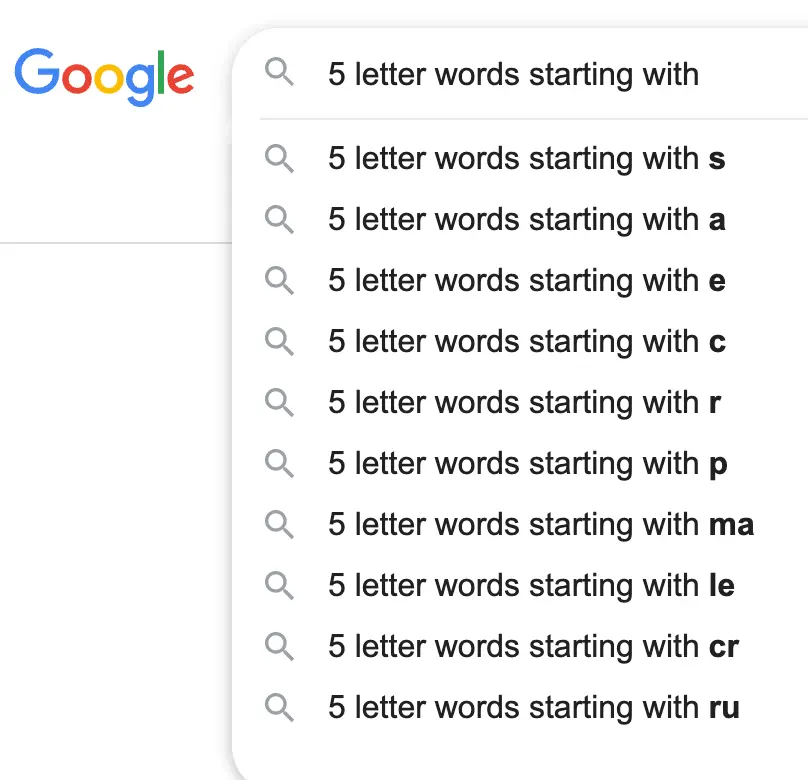 Google
5 letter words starting with
5 letter words starting with s
5 letter words starting with a
5 letter words starting with e
5 letter words starting with c
5 letter words starting with r
5 letter words starting with p
5 letter words starting with ma
5 letter words starting with le
5 letter words starting with cr
5 letter words starting with ru